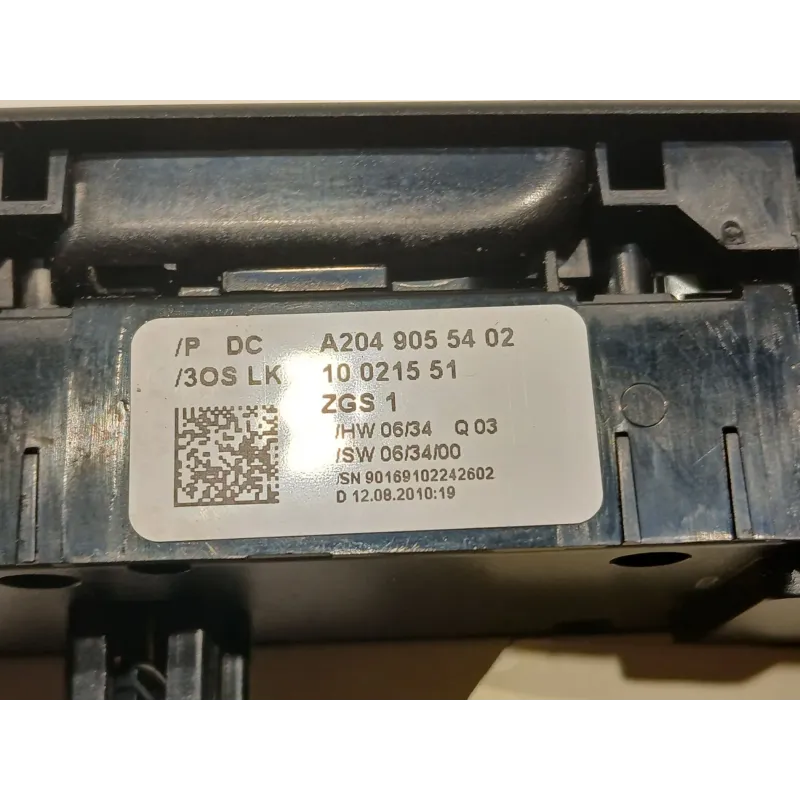 /P DC A204 905 54 02
/3OS LK 10 0215 51
ZGS 1
/HW 06/34 Q 03
/SW 06/34/00
/SN 90169102242602
D 12.08.2010:19